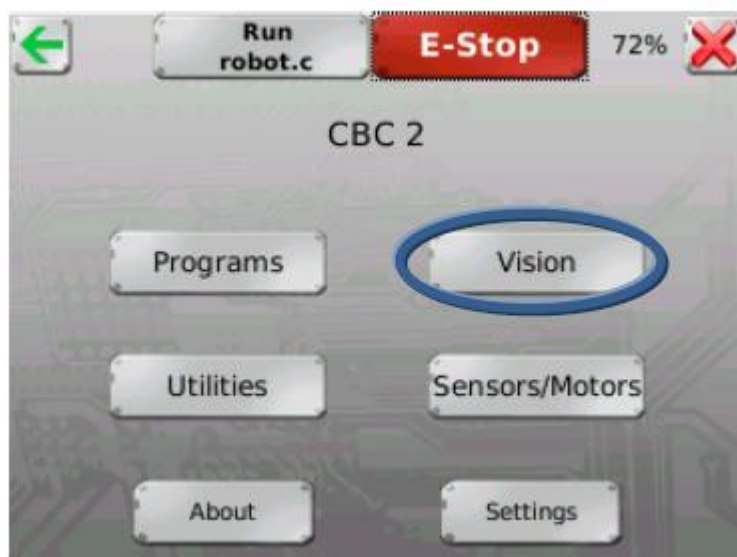 Run
robot.c
E-Stop
72%
CBC 2
Programs
Vision
Utilities
Sensors/Motors
About
Settings